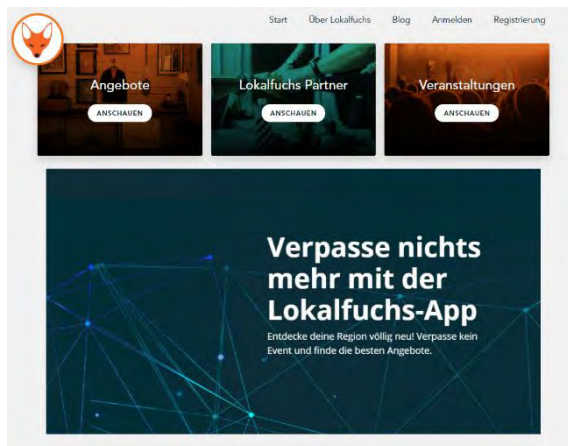 Start Über Lokalfuchs Blog Anmelden Registrierung
Angebote
ANSCHAUEN
Lokalfuchs Partner
ANSCHAUEN
Veranstaltungen
ANSCHAUEN
Verpasse nichts
mehr mit der
Lokalfuchs-App
Entdecke deine Region völlig neu! Verpasse kein
Event und finde die besten Angebote.